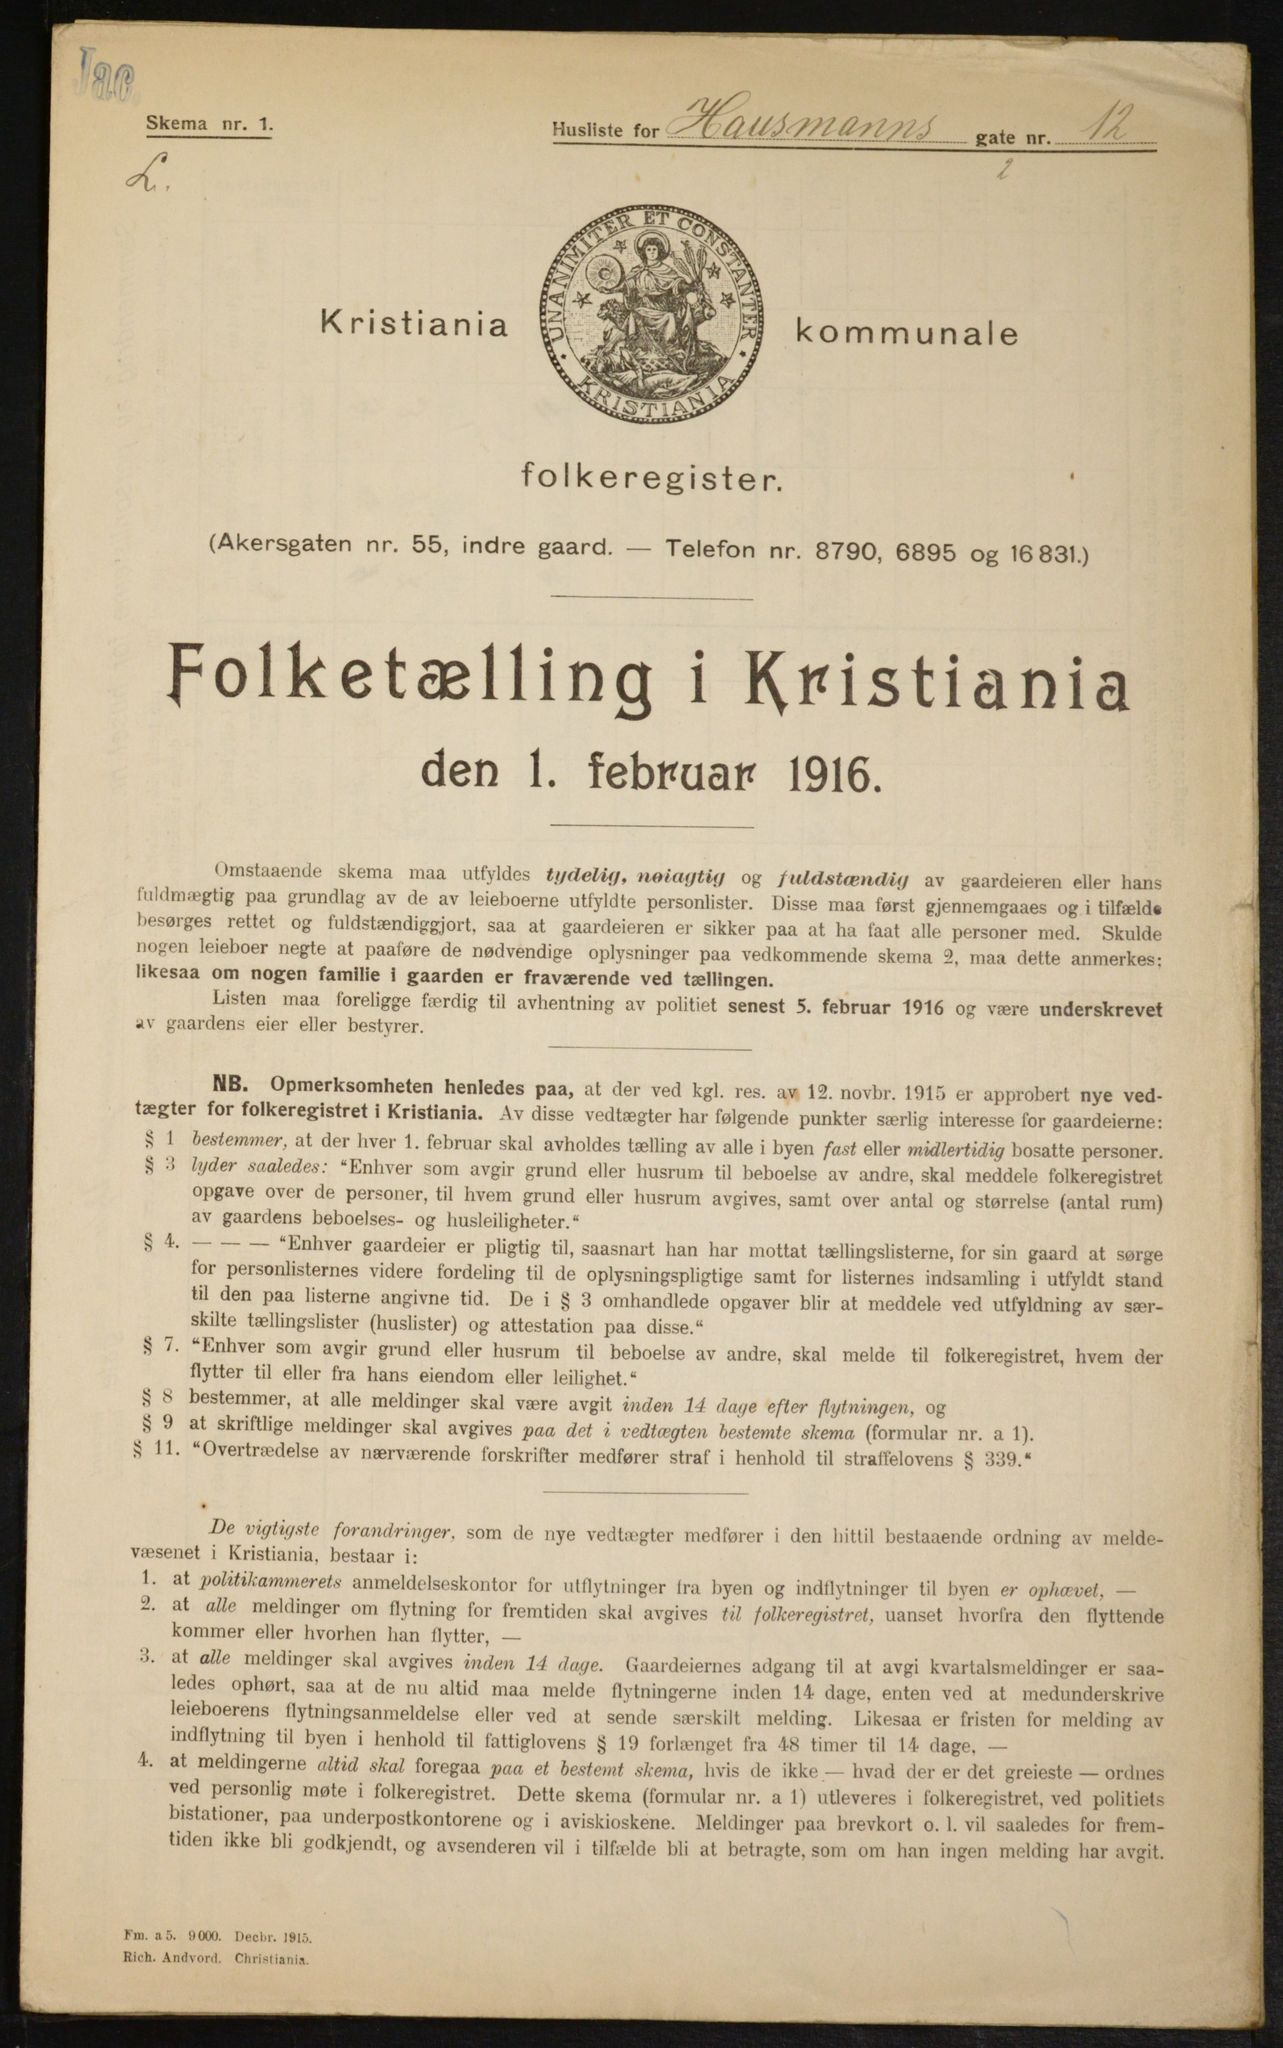 Jac.
Skema nr. 1.
Husliste for Hausmanns gate nr. 12
L.
2
UNANIMITER ET CONSTANTER
KRISTIANIA
Kristiania kommunale
folkeregister.
(Akersgaten nr. 55, indre gaard. — Telefon nr. 8790, 6895 og 16 831.)
Folketælling i Kristiania
den 1. februar 1916.
Omstaaende skema maa utfyldes tydelig, nøiagtig og fuldstændig av gaardeieren eller hans
fuldmægtig paa grundlag av de av leieboerne utfyldte personlister. Disse maa først gjennemgaaes og i tilfælde
besørges rettet og fuldstændiggjort, saa at gaardeieren er sikker paa at ha faat alle personer med. Skulde
nogen leieboer negte at paaføre de nødvendige oplysninger paa vedkommende skema 2, maa dette anmerkes;
likesaa om nogen familie i gaarden er fraværende ved tællingen.
Listen maa foreligge færdig til avhentning av politiet senest 5. februar 1916 og være underskrevet
av gaardens eier eller bestyrer.
NB. Opmerksomheten henledes paa, at der ved kgl. res. av 12. novbr. 1915 er approbert nye ved-
tægter for folkeregistret i Kristiania. Av disse vedtægter har følgende punkter særlig interesse for gaardeierne:
§ 1 bestemmer, at der hver 1. februar skal avholdes tælling av alle i byen fast eller midlertidig bosatte personer.
§ 3 lyder saaledes: “Enhver som avgir grund eller husrum til beboelse av andre, skal meddele folkeregistret
opgave over de personer, til hvem grund eller husrum avgives, samt over antal og størrelse (antal rum)
av gaardens beboelses- og husleiligheter.“
§ 4. — — — “Enhver gaardeier er pligtig til, saasnart han har mottat tællingslisterne, for sin gaard at sørge
for personlisternes videre fordeling til de oplysningspligtige samt for listernes indsamling i utfyldt stand
til den paa listerne angivne tid. De i § 3 omhandlede opgaver blir at meddele ved utfyldning av sær-
skilte tællingslister (huslister) og attestation paa disse.“
§ 7. “Enhver som avgir grund eller husrum til beboelse av andre, skal melde til folkeregistret, hvem der
flytter til eller fra hans eiendom eller leilighet.“
§ 8 bestemmer, at alle meldinger skal være avgit inden 14 dage efter flytningen, og
§ 9 at skriftlige meldinger skal avgives paa det i vedtægten bestemte skema (formular nr. a 1).
§ 11. “Overtrædelse av nærværende forskrifter medfører straf i henhold til straffelovens § 339.“
De vigtigste forandringer, som de nye vedtægter medfører i den hittil bestaaende ordning av melde-
væsenet i Kristiania, bestaar i:
1. at politikammerets anmeldelseskontor for utflytninger fra byen og indflytninger til byen er ophævet, —
2. at alle meldinger om flytning for fremtiden skal avgives til folkeregistret, uanset hvorfra den flyttende
kommer eller hvorhen han flytter, —
3. at alle meldinger skal avgives inden 14 dage. Gaardeiernes adgang til at avgi kvartalsmeldinger er saa-
ledes ophørt, saa at de nu altid maa melde flytningerne inden 14 dage, enten ved at medunderskrive
leieboerens flytningsanmeldelse eller ved at sende særskilt melding. Likesaa er fristen for melding av
indflytning til byen i henhold til fattiglovens § 19 forlænget fra 48 timer til 14 dage, —
4. at meldingerne altid skal foregaa paa et bestemt skema, hvis de ikke — hvad der er det greieste — ordnes
ved personlig møte i folkeregistret. Dette skema (formular nr. a 1) utleveres i folkeregistret, ved politiets
bistationer, paa underpostkontorene og i aviskioskene. Meldinger paa brevkort o. l. vil saaledes for frem-
tiden ikke bli godkjendt, og avsenderen vil i tilfælde bli at betragte, som om han ingen melding har avgit.
Fm. a 5. 9 000. Decbr. 1915.
Rich. Andvord. Christiania.